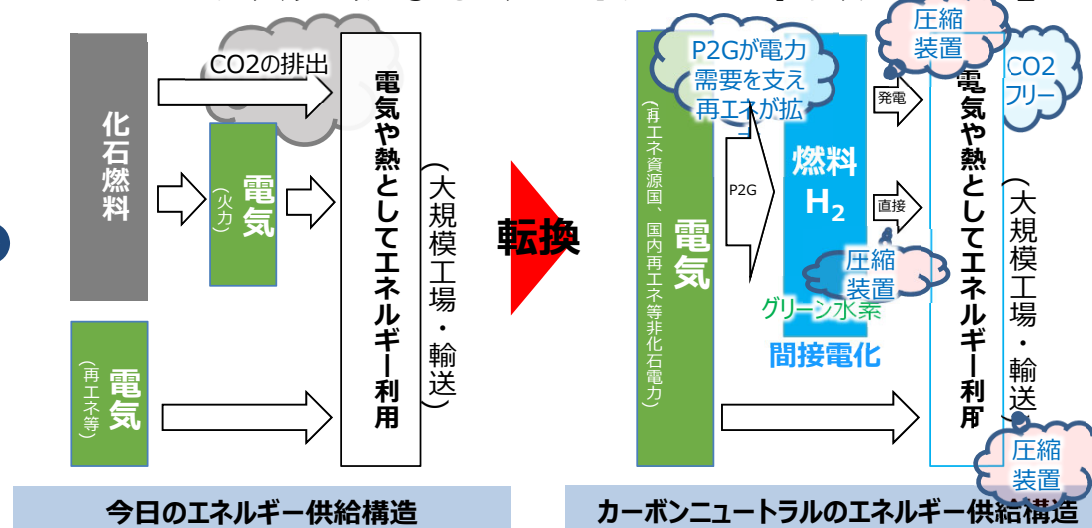 CO2の排出
化石燃料
電気
(火力)
電気
(再エネ等)
電気や熱としてエネルギー利用
(大規模工場・輸送)
今日のエネルギー供給構造
転換
P2Gが電力
需要を支え
再エネが拡
電気
(再エネ資源国、国内再エネ等非化石電力)
P2G
燃料
H2
グリーン水素
間接電化
発電
直接
圧縮
装置
圧縮
装置
圧縮
装置
CO2
フリー
電気や熱としてエネルギー利用
(大規模工場・輸送
カーボンニュートラルのエネルギー供給構造